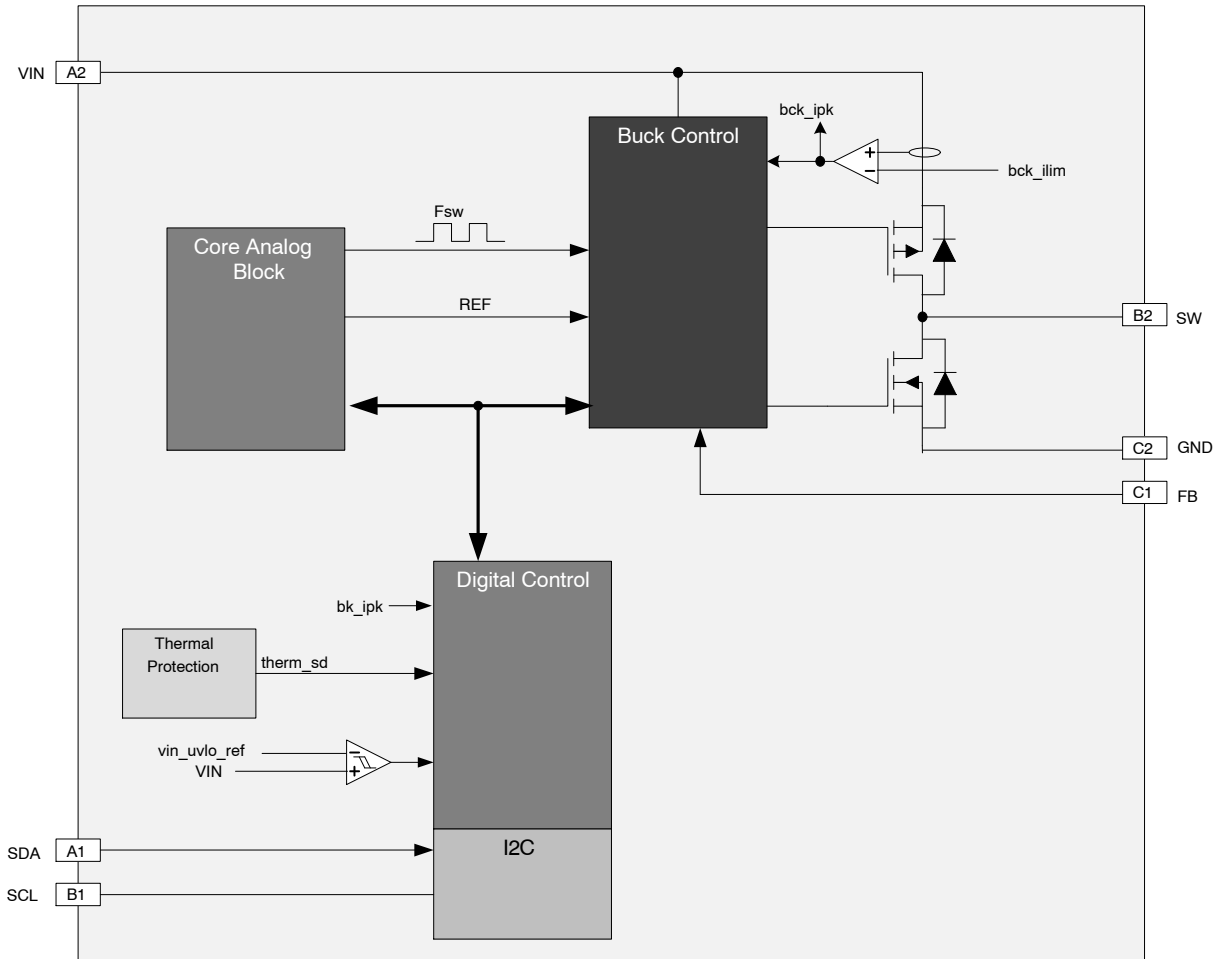 VIN
A2
bck_ipk
Buck Control
+
−
bck_ilim
Fsw
Core Analog
Block
REF
B2
SW
C2
GND
C1
FB
Digital Control
bk_ipk
Thermal
Protection
therm_sd
vin_uvlo_ref
VIN
−
+
SDA
A1
I2C
SCL
B1